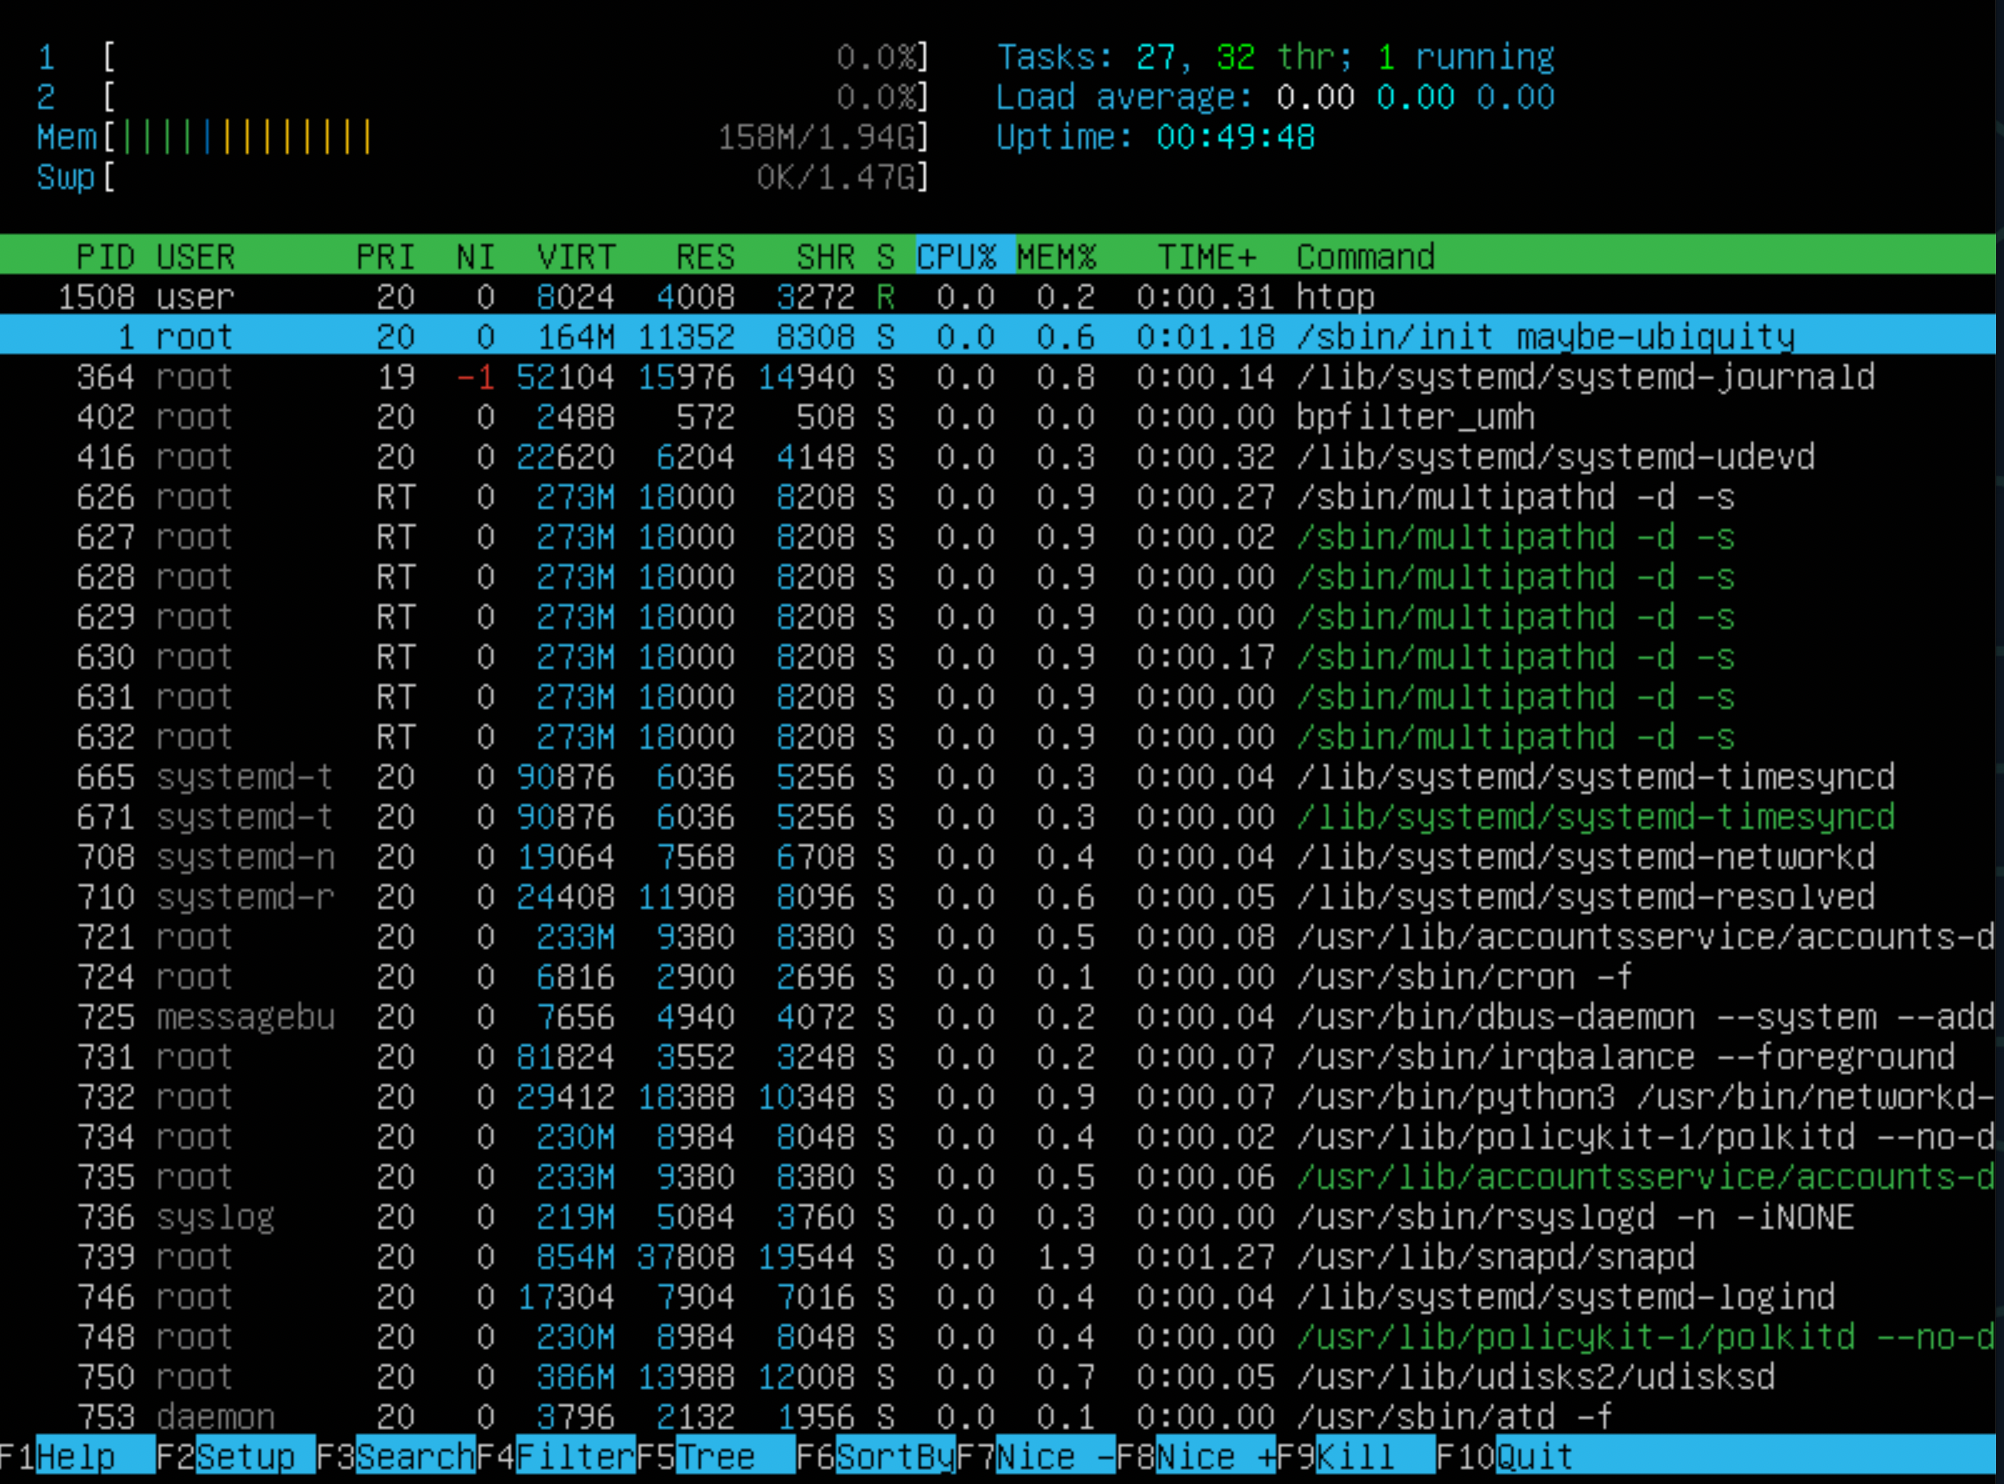 1 [ 0.0%] Tasks: 27, 32 thr; 1 running
2 [ 0.0%] Load average: 0.00 0.00 0.00
Mem[||||||||||||||| 158M/1.94G] Uptime: 00:49:48
Swp[ 0K/1.47G]
PID USER PRI NI VIRT RES SHR S CPU% MEM% TIME+ Command
1508 user 20 0 8024 4008 3272 R 0.0 0.2 0:00.31 htop
1 root 20 0 164M 11352 8308 S 0.0 0.6 0:01.18 /sbin/init maybe-ubiquity
364 root 19 -1 52104 15976 14940 S 0.0 0.8 0:00.14 /lib/systemd/systemd-journald
402 root 20 0 2488 572 508 S 0.0 0.0 0:00.00 bpfilter_umh
416 root 20 0 22620 6204 4148 S 0.0 0.3 0:00.32 /lib/systemd/systemd-udevd
626 root RT 0 273M 18000 8208 S 0.0 0.9 0:00.27 /sbin/multipathd -d -s
627 root RT 0 273M 18000 8208 S 0.0 0.9 0:00.02 /sbin/multipathd -d -s
628 root RT 0 273M 18000 8208 S 0.0 0.9 0:00.00 /sbin/multipathd -d -s
629 root RT 0 273M 18000 8208 S 0.0 0.9 0:00.00 /sbin/multipathd -d -s
630 root RT 0 273M 18000 8208 S 0.0 0.9 0:00.17 /sbin/multipathd -d -s
631 root RT 0 273M 18000 8208 S 0.0 0.9 0:00.00 /sbin/multipathd -d -s
632 root RT 0 273M 18000 8208 S 0.0 0.9 0:00.00 /sbin/multipathd -d -s
665 systemd-t 20 0 90876 6036 5256 S 0.0 0.3 0:00.04 /lib/systemd/systemd-timesyncd
671 systemd-t 20 0 90876 6036 5256 S 0.0 0.3 0:00.00 /lib/systemd/systemd-timesyncd
708 systemd-n 20 0 19064 7568 6708 S 0.0 0.4 0:00.04 /lib/systemd/systemd-networkd
710 systemd-r 20 0 24408 11908 8096 S 0.0 0.6 0:00.05 /lib/systemd/systemd-resolved
721 root 20 0 233M 9380 8380 S 0.0 0.5 0:00.08 /usr/lib/accountsservice/accounts-d
724 root 20 0 6816 2900 2696 S 0.0 0.1 0:00.00 /usr/sbin/cron -f
725 messagebu 20 0 7656 4940 4072 S 0.0 0.2 0:00.04 /usr/bin/dbus-daemon --system --add
731 root 20 0 81824 3552 3248 S 0.0 0.2 0:00.07 /usr/sbin/irqbalance --foreground
732 root 20 0 29412 18388 10348 S 0.0 0.9 0:00.07 /usr/bin/python3 /usr/bin/networkd-
734 root 20 0 230M 8984 8048 S 0.0 0.4 0:00.02 /usr/lib/policykit-1/polkitd --no-d
735 root 20 0 233M 9380 8380 S 0.0 0.5 0:00.06 /usr/lib/accountsservice/accounts-d
736 syslog 20 0 219M 5084 3760 S 0.0 0.3 0:00.00 /usr/sbin/rsyslogd -n -iNONE
739 root 20 0 854M 37808 19544 S 0.0 1.9 0:01.27 /usr/lib/snapd/snapd
746 root 20 0 17304 7904 7016 S 0.0 0.4 0:00.04 /lib/systemd/systemd-logind
748 root 20 0 230M 8984 8048 S 0.0 0.4 0:00.00 /usr/lib/policykit-1/polkitd --no-d
750 root 20 0 386M 13988 12008 S 0.0 0.7 0:00.05 /usr/lib/udisks2/udisksd
753 daemon 20 0 3796 2132 1956 S 0.0 0.1 0:00.00 /usr/sbin/atd -f
F1Help F2Setup F3SearchF4FilterF5Tree F6SortByF7Nice -F8Nice +F9Kill F10Quit